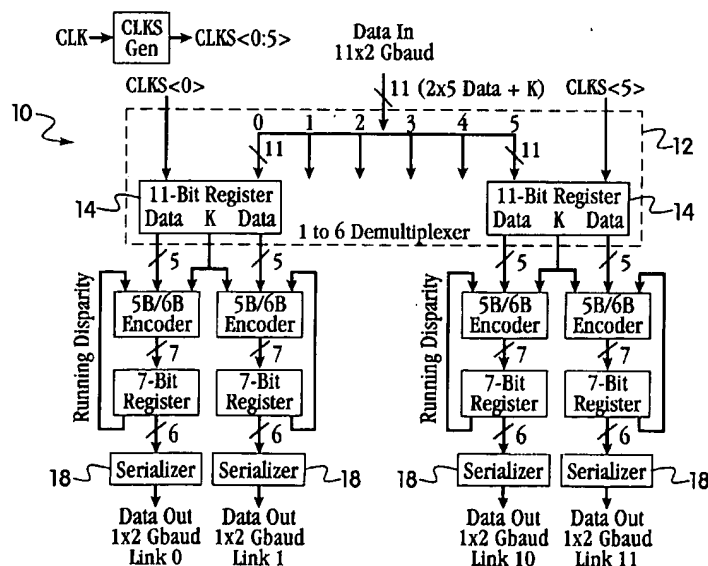 CLK
CLKS
Gen
CLKS<0:5>
Data In
11x2 Gbaud
CLKS<0>
11 (2x5 Data + K)
CLKS<5>
10
0 1 2 3 4 5
12
11
11
14
11-Bit Register
Data K Data
11-Bit Register
Data K Data
14
1 to 6 Demultiplexer
5
5
5
5
Running Disparity
5B/6B
Encoder
5B/6B
Encoder
Running Disparity
5B/6B
Encoder
5B/6B
Encoder
7
7
7
7
7-Bit
Register
7-Bit
Register
7-Bit
Register
7-Bit
Register
6
6
6
6
18
Serializer
Serializer
18
18
Serializer
Serializer
18
Data Out
1x2 Gbaud
Link 0
Data Out
1x2 Gbaud
Link 1
Data Out
1x2 Gbaud
Link 10
Data Out
1x2 Gbaud
Link 11